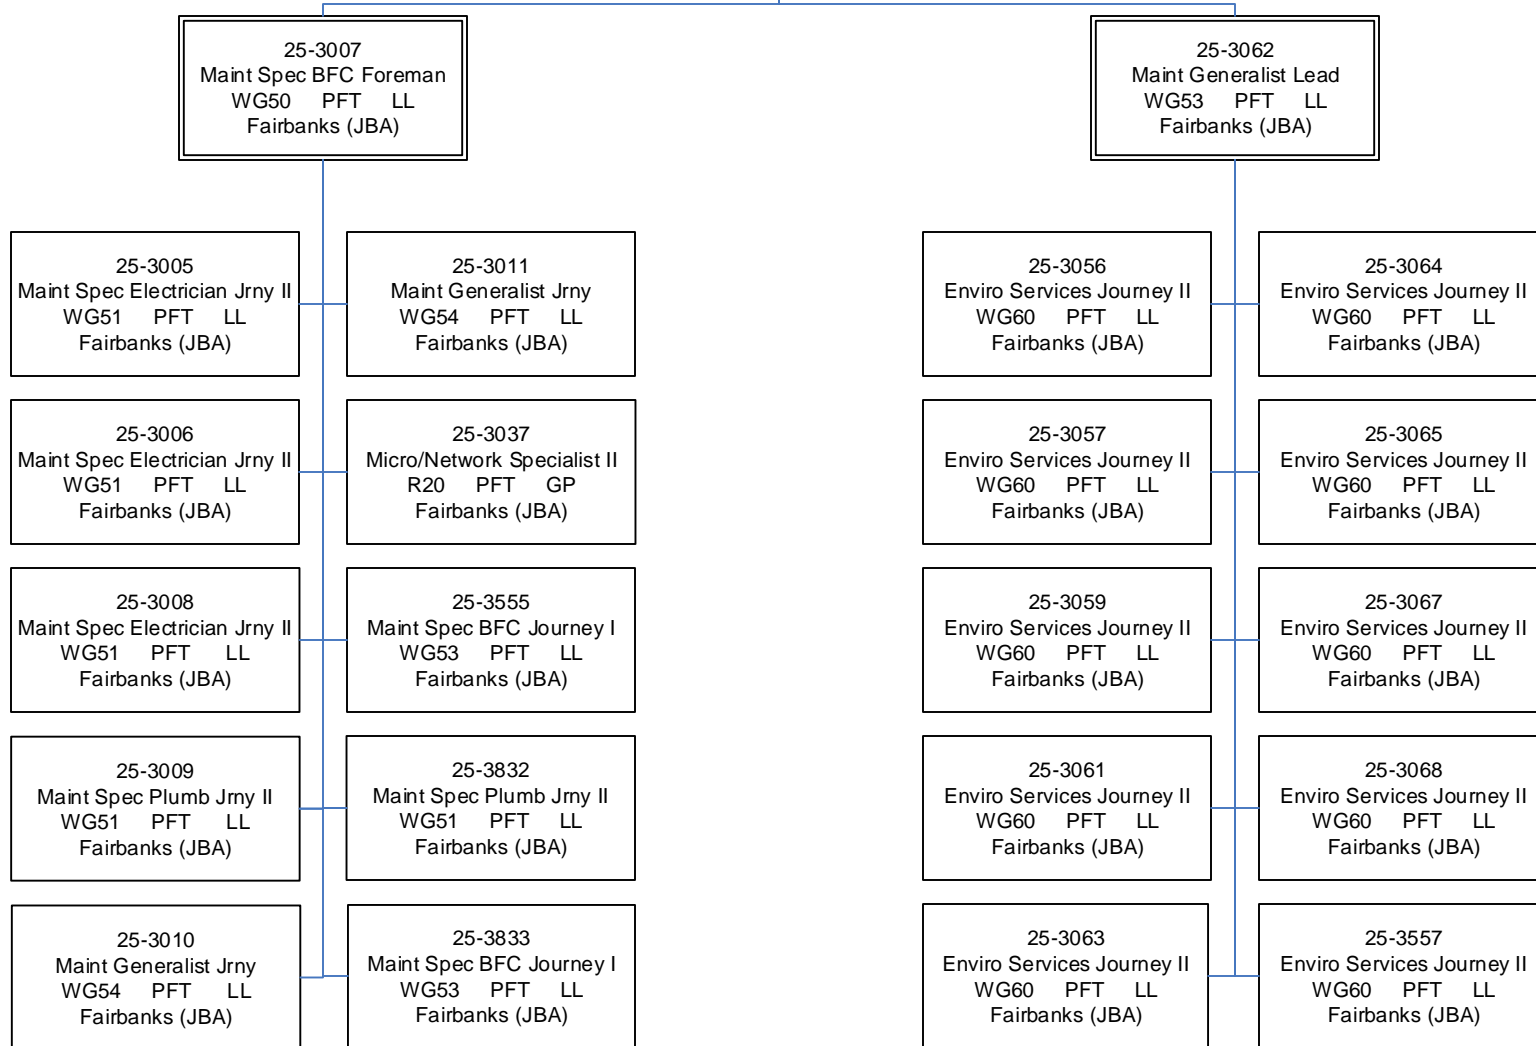 25-3007
Maint Spec BFC Foreman
WG50 PFT LL
Fairbanks (JBA)
25-3062
Maint Generalist Lead
WG53 PFT LL
Fairbanks (JBA)
25-3005
Maint Spec Electrician Jrny II
WG51 PFT LL
Fairbanks (JBA)
25-3011
Maint Generalist Jrny
WG54 PFT LL
Fairbanks (JBA)
25-3056
Enviro Services Journey II
WG60 PFT LL
Fairbanks (JBA)
25-3064
Enviro Services Journey II
WG60 PFT LL
Fairbanks (JBA)
25-3006
Maint Spec Electrician Jrny II
WG51 PFT LL
Fairbanks (JBA)
25-3037
Micro/Network Specialist II
R20 PFT GP
Fairbanks (JBA)
25-3057
Enviro Services Journey II
WG60 PFT LL
Fairbanks (JBA)
25-3065
Enviro Services Journey II
WG60 PFT LL
Fairbanks (JBA)
25-3008
Maint Spec Electrician Jrny II
WG51 PFT LL
Fairbanks (JBA)
25-3555
Maint Spec BFC Journey I
WG53 PFT LL
Fairbanks (JBA)
25-3059
Enviro Services Journey II
WG60 PFT LL
Fairbanks (JBA)
25-3067
Enviro Services Journey II
WG60 PFT LL
Fairbanks (JBA)
25-3009
Maint Spec Plumb Jrny II
WG51 PFT LL
Fairbanks (JBA)
25-3832
Maint Spec Plumb Jrny II
WG51 PFT LL
Fairbanks (JBA)
25-3061
Enviro Services Journey II
WG60 PFT LL
Fairbanks (JBA)
25-3068
Enviro Services Journey II
WG60 PFT LL
Fairbanks (JBA)
25-3010
Maint Generalist Jrny
WG54 PFT LL
Fairbanks (JBA)
25-3833
Maint Spec BFC Journey I
WG53 PFT LL
Fairbanks (JBA)
25-3063
Enviro Services Journey II
WG60 PFT LL
Fairbanks (JBA)
25-3557
Enviro Services Journey II
WG60 PFT LL
Fairbanks (JBA)